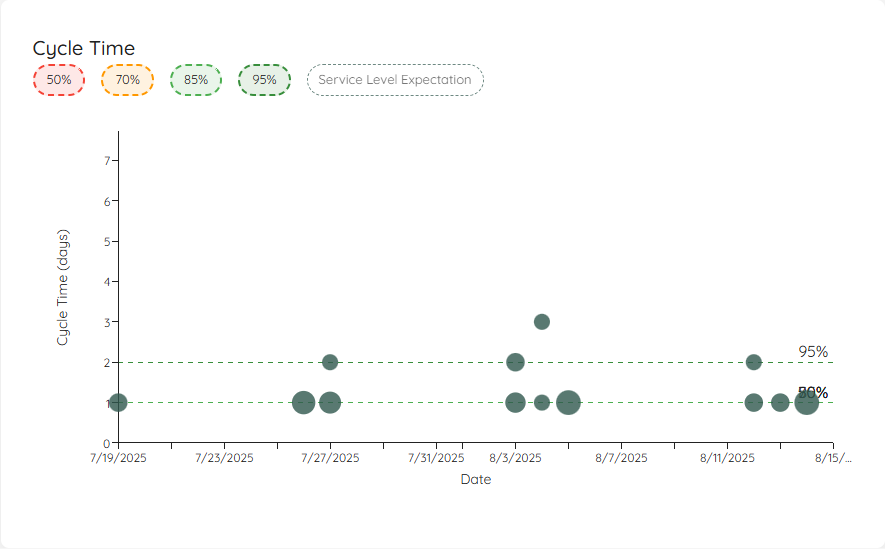 Cycle Time
50% 70% 85% 95% Service Level Expectation
7
6
5
4
3
2
1
0
Cycle Time (days)
95%
7/19/2025 7/23/2025 7/27/2025 7/31/2025 8/3/2025 8/7/2025 8/11/2025 8/15/...
Date